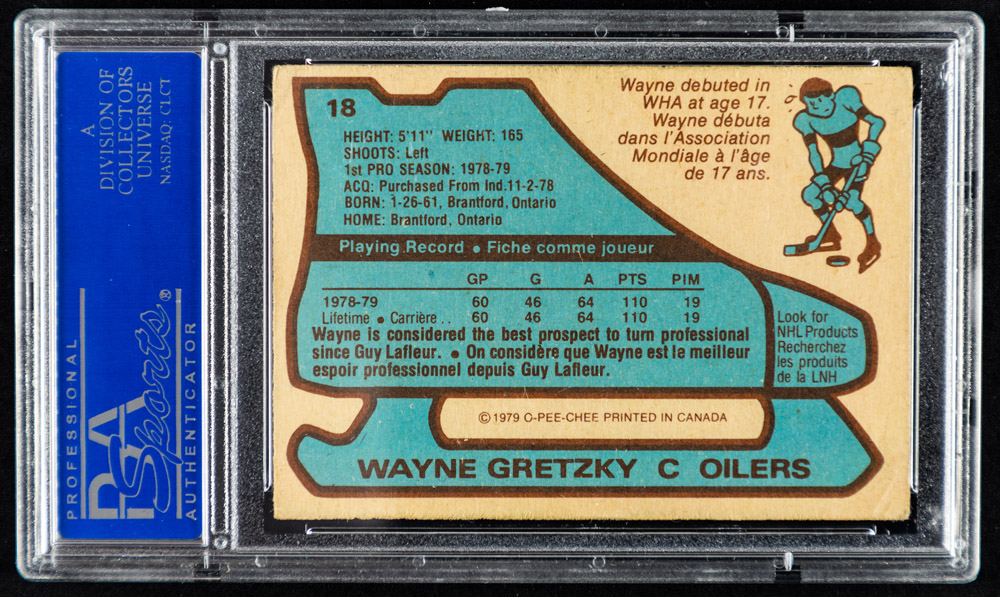 A
DIVISION OF
COLLECTORS
UNIVERSE
NASDAQ: CLCT
PROFESSIONAL
PSA
Sports®
AUTHENTICATOR
18
HEIGHT: 5'11" WEIGHT: 165
SHOOTS: Left
1st PRO SEASON: 1978-79
ACQ: Purchased From Ind.11-2-78
BORN: 1-26-61, Brantford, Ontario
HOME: Brantford, Ontario
Wayne debuted in
WHA at age 17.
Wayne débuta
dans l'Association
Mondiale à l'âge
de 17 ans.
Playing Record • Fiche comme joueur
GP G A PTS PIM
1978-79 60 46 64 110 19
Lifetime • Carrière .. 60 46 64 110 19
Wayne is considered the best prospect to turn professional
since Guy Lafleur. • On considère que Wayne est le meilleur
espoir professionnel depuis Guy Lafleur.
Look for
NHL Products
Recherchez
les produits
de la LNH
©1979 O-PEE-CHEE PRINTED IN CANADA
WAYNE GRETZKY C OILERS